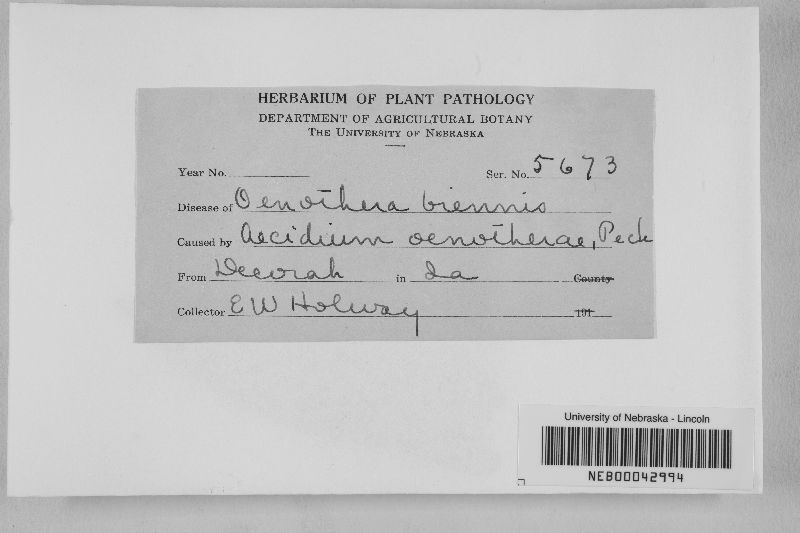 HERBARIUM OF PLANT PATHOLOGY
DEPARTMENT OF AGRICULTURAL BOTANY
THE UNIVERSITY OF NEBRASKA
Year No. Ser. No. 5673
Disease of Oenothera biennis
Caused by Aecidium oenotherae, Peck
From Decorah in Ia County
Collector E W Holway 191
University of Nebraska - Lincoln
NEB00042994